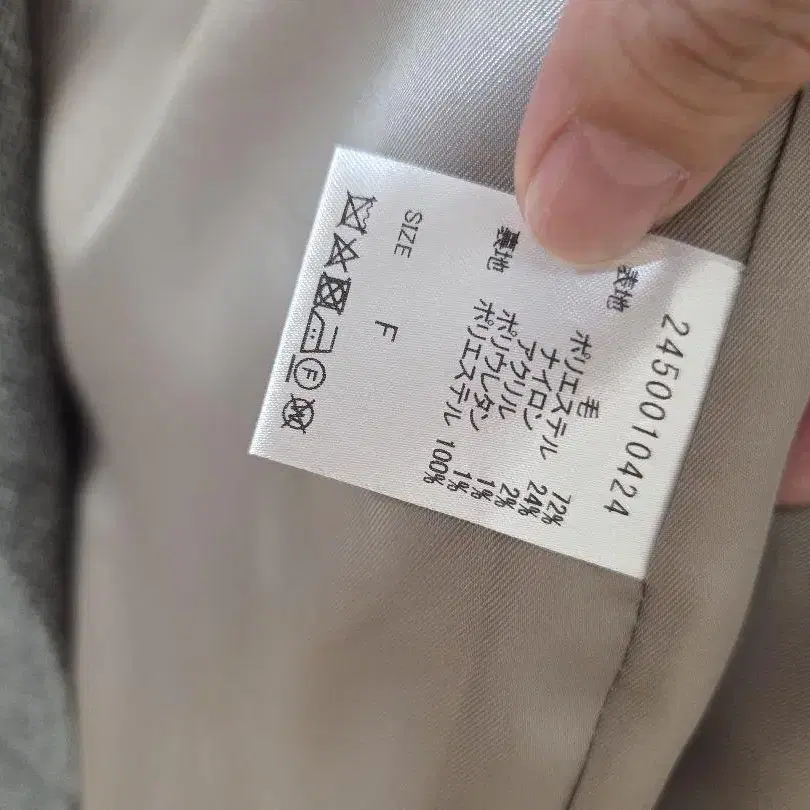 2450010424
表地
毛 72%
ポリエステル 24%
ナイロン 2%
アクリル 1%
ポリウレタン 1%
裏地 ポリエステル 100%
SIZE F
F